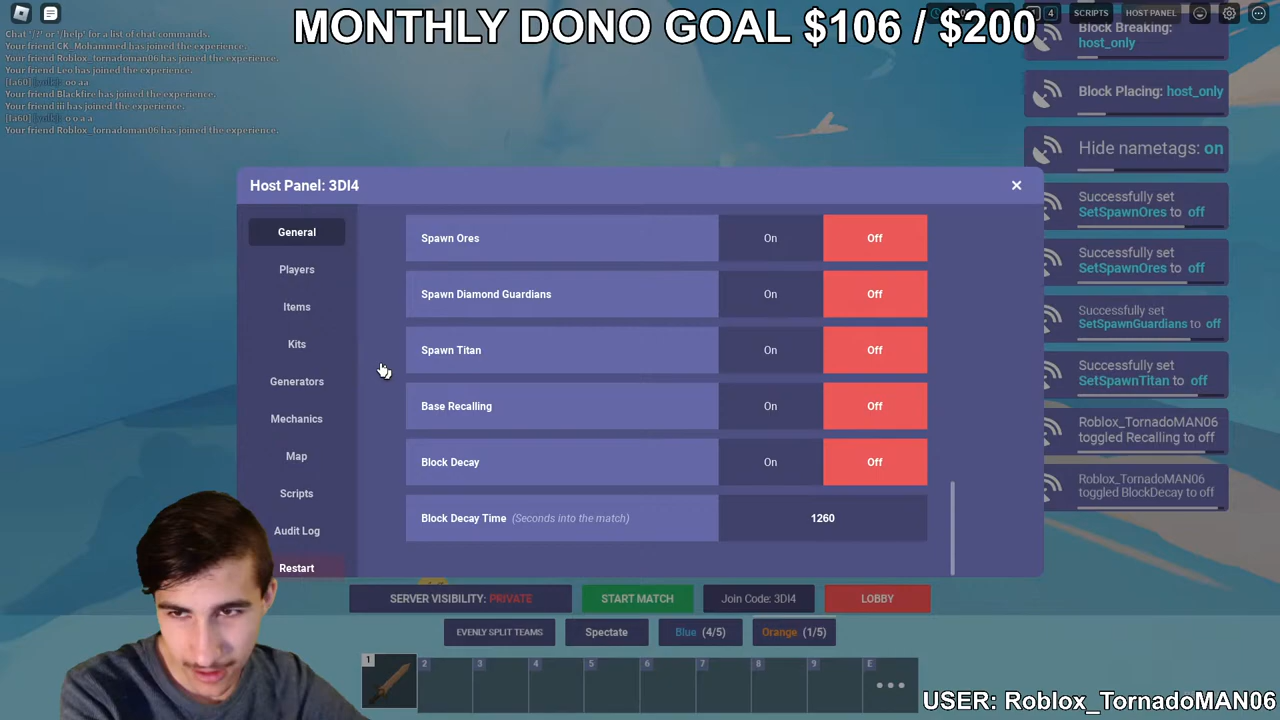 MONTHLY DONO GOAL $106 / $200
4
SCRIPTS
HOST PANEL
Chat '/?' or '/help' for a list of chat commands.
Your friend CK_Mohammed has joined the experience.
Your friend Roblox_tornadoman06 has joined the experience.
Your friend Leo has joined the experience.
oo aa
Your friend Blackfire has joined the experience.
Your friend iii has joined the experience.
o o a a
Your friend Roblox_tornadoman06 has joined the experience.
Block Breaking:
host_only
Block Placing: host_only
Hide nametags: on
Successfully set
SetSpawnOres to off
Successfully set
SetSpawnOres to off
Successfully set
SetSpawnGuardians to off
Successfully set
SetSpawnTitan to off
Roblox_TornadoMAN06
toggled Recalling to off
Roblox_TornadoMAN06
toggled BlockDecay to off
Host Panel: 3DI4
General
Players
Items
Kits
Generators
Mechanics
Map
Scripts
Audit Log
Restart
Spawn Ores On Off
Spawn Diamond Guardians On Off
Spawn Titan On Off
Base Recalling On Off
Block Decay On Off
Block Decay Time (Seconds into the match) 1260
SERVER VISIBILITY: PRIVATE
START MATCH
Join Code: 3DI4
LOBBY
EVENLY SPLIT TEAMS
Spectate
Blue (4/5)
Orange (1/5)
1 2 3 4 5 6 7 8 9 E
USER: Roblox_TornadoMAN06